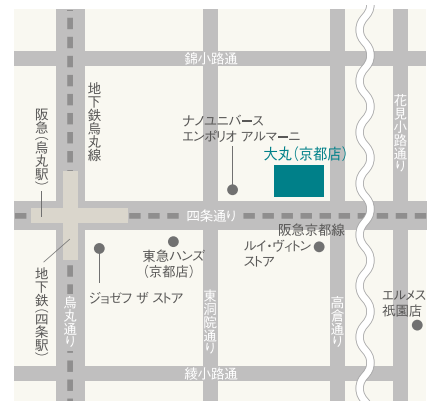 錦小路通
地下鉄烏丸線
阪急(烏丸駅)
ナノユニバース
エンポリオ アルマーニ
大丸(京都店)
花見小路通り
四条通り
阪急京都線
東急ハンズ
(京都店)
ルイ・ヴィトン
ストア
ジョゼフ ザ ストア
地下鉄(四条駅)
烏丸通り
東洞院通り
高倉通り
エルメス
祇園店
綾小路通